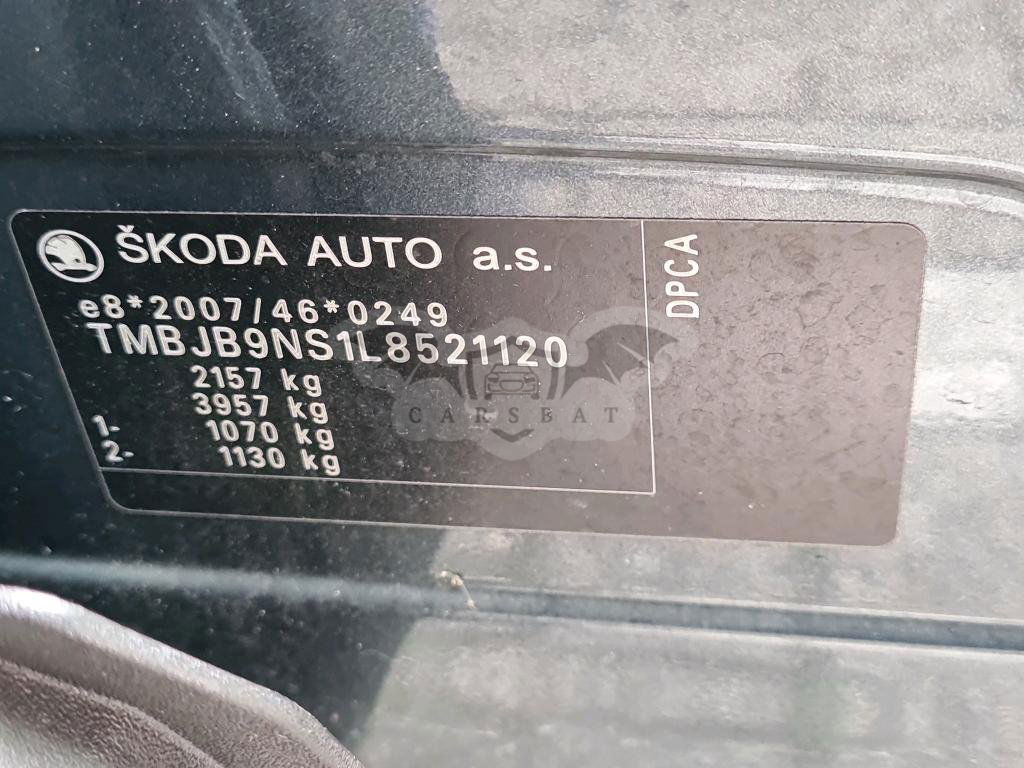 ŠKODA AUTO a.s.
e8*2007/46*0249
TMBJB9NS1L8521120
2157 kg
3957 kg
1- 1070 kg
2- 1130 kg
DPCA
CARSBAT